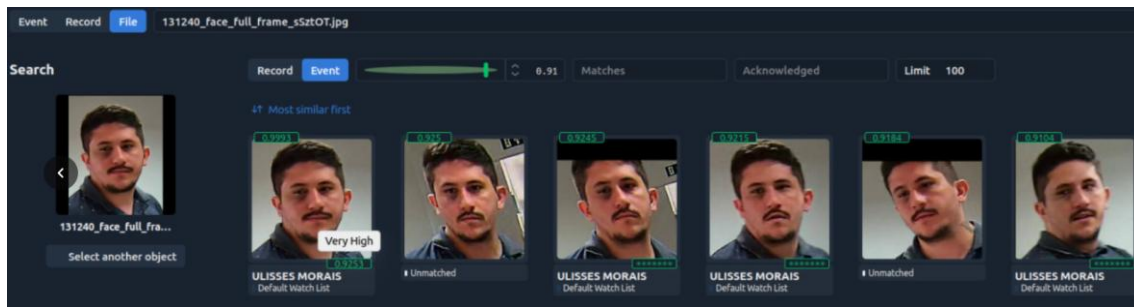 Event Record File 131240_face_full_frame_sSztOT.jpg
Search
Record Event 0.91 Matches Acknowledged Limit 100
Most similar first
0.9993 0.925 0.9245 0.9215 0.9184 0.9104
131240_face_full_fra...
Very High
0.9753 ******* ******* *******
Select another object
ULISSES MORAIS Unmatched ULISSES MORAIS ULISSES MORAIS Unmatched ULISSES MORAIS
Default Watch List Default Watch List Default Watch List Default Watch List